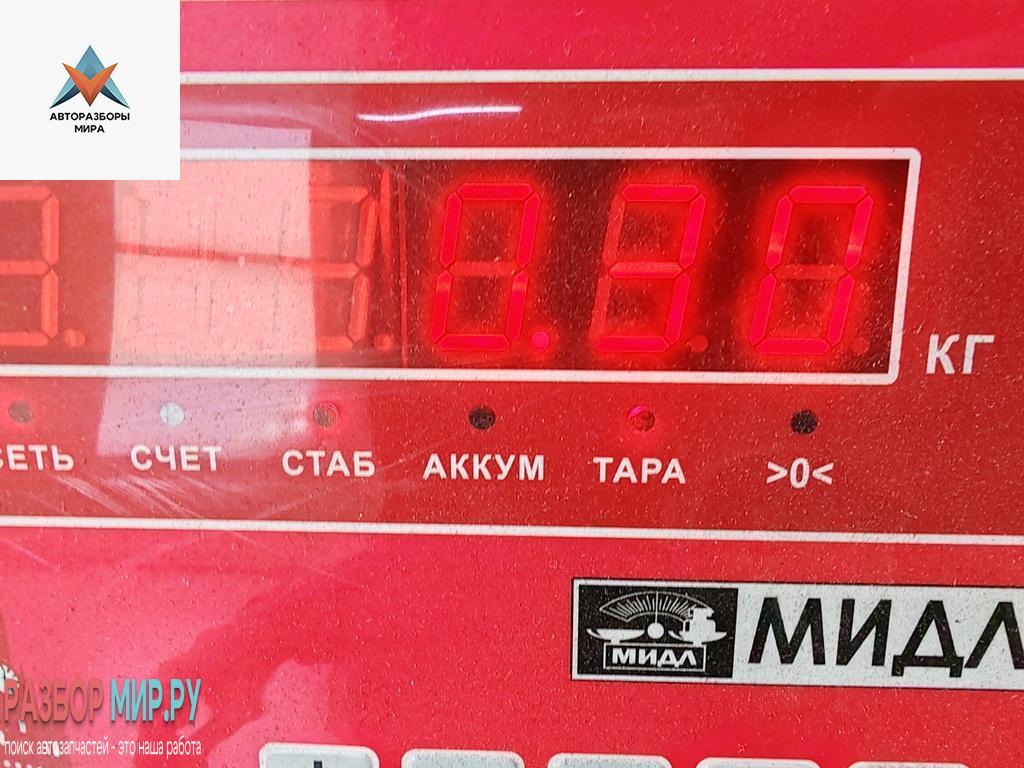 АВТОРАЗБОРЫ
МИРА
0.30
КГ
СЕТЬ СЧЕТ СТАБ АККУМ ТАРА >0<
МИДЛ МИДЛ
РАЗБОР МИР.РУ
поиск автозапчастей - это наша работа